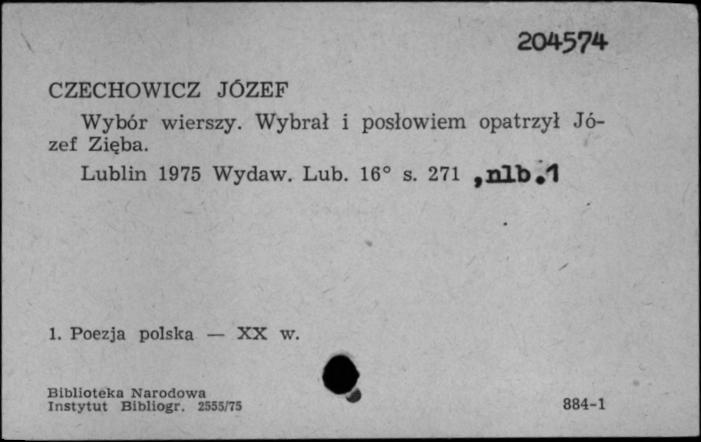 204574
CZECHOWICZ JÓZEF
Wybór wierszy. Wybrał i posłowiem opatrzył Jó-
zef Zięba.
Lublin 1975 Wydaw. Lub. 16° s. 271 ,nlb.1
1. Poezja polska — XX w.
Biblioteka Narodowa
Instytut Bibliogr. 2555/75
884-1